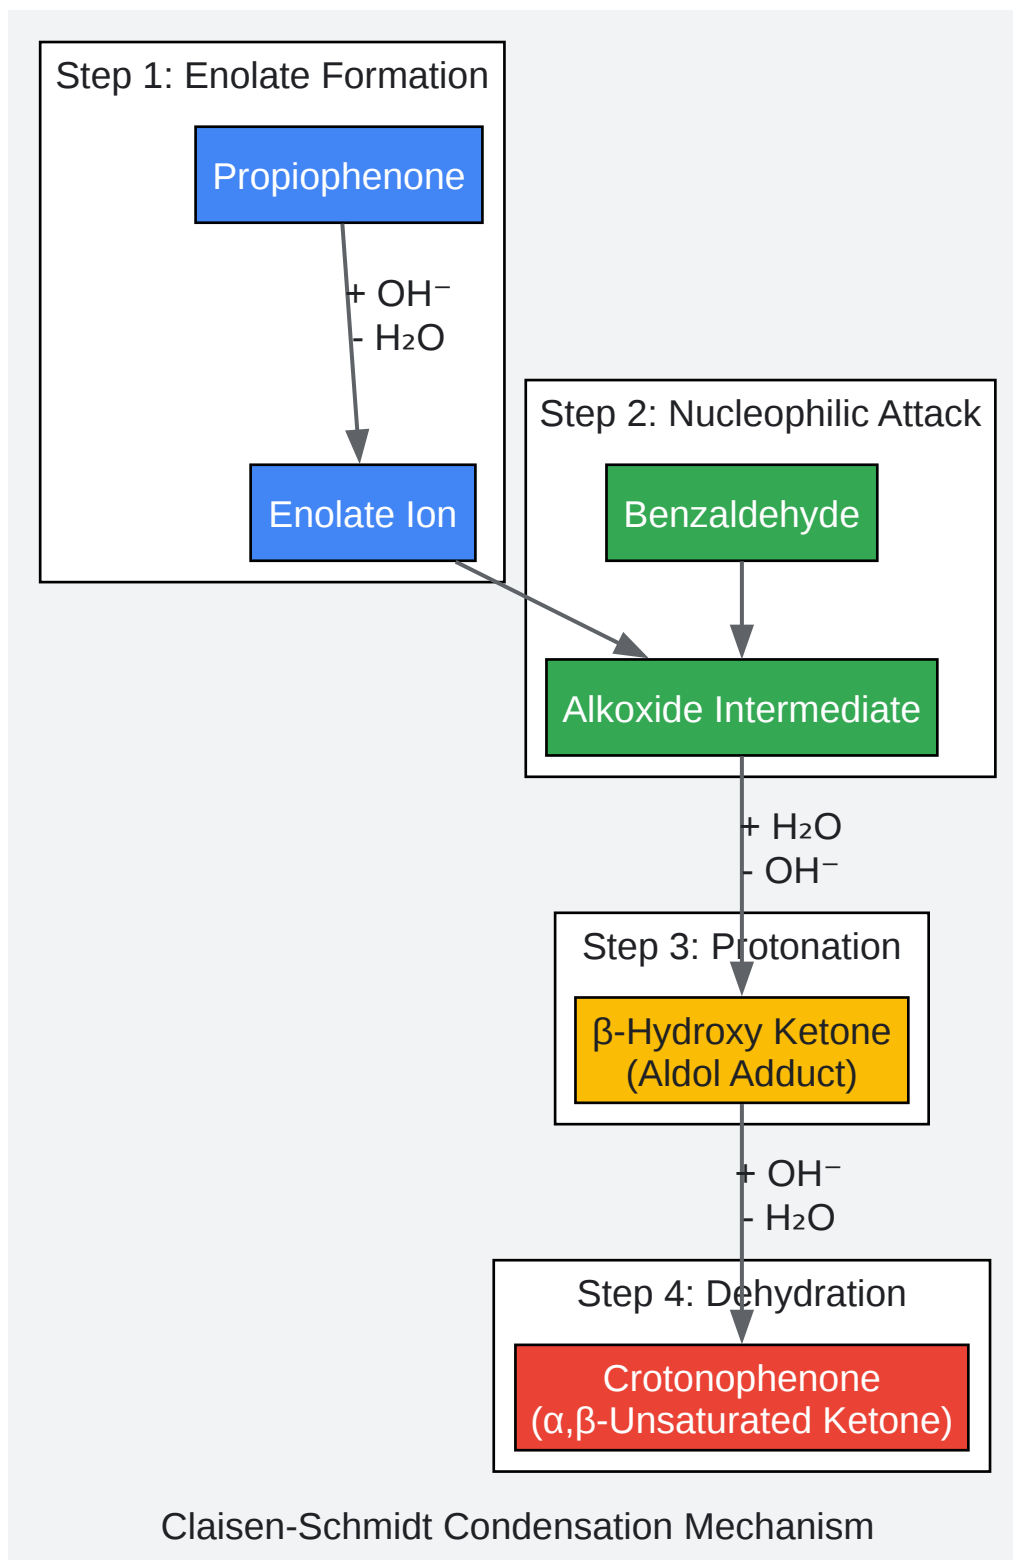 Step 1: Enolate Formation
Propiophenone
+ OH⁻
- H₂O
Enolate Ion
Step 2: Nucleophilic Attack
Benzaldehyde
Alkoxide Intermediate
+ H₂O
- OH⁻
Step 3: Protonation
β-Hydroxy Ketone
(Aldol Adduct)
+ OH⁻
- H₂O
Step 4: Dehydration
Crotonophenone
(α,β-Unsaturated Ketone)
Claisen-Schmidt Condensation Mechanism